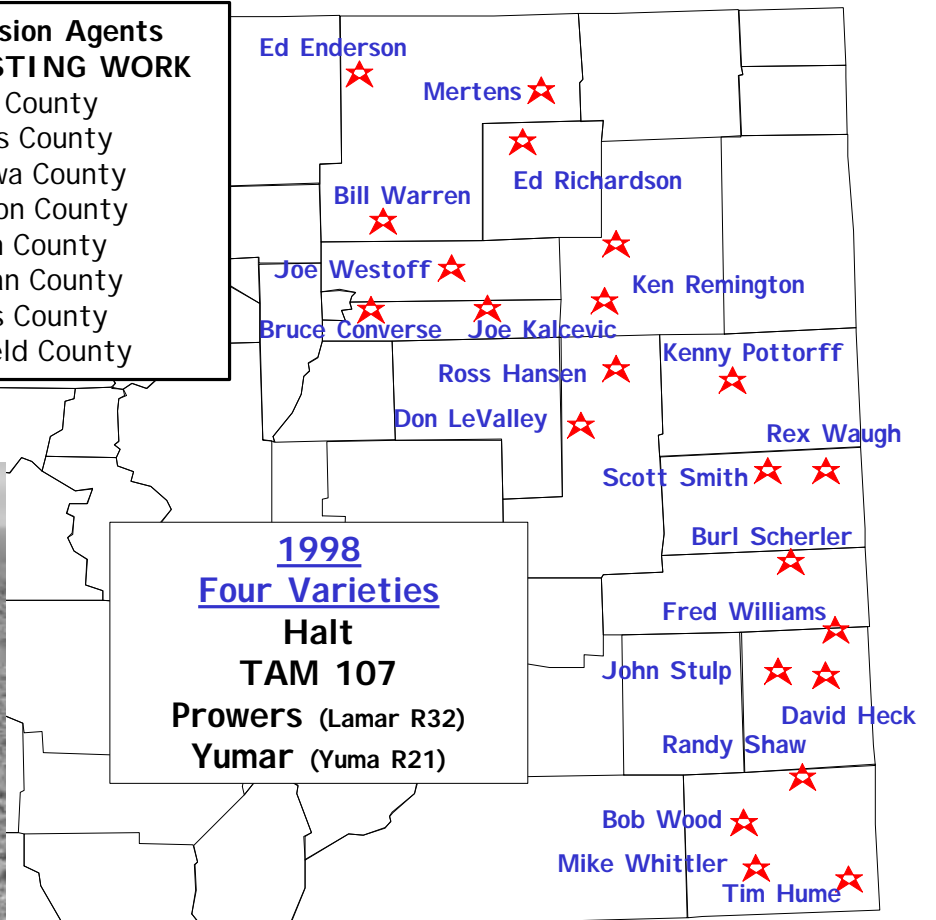 sion Agents
STING WORK
County
s County
wa County
on County
County
n County
s County
eld County
Ed Enderson
Mertens
Ed Richardson
Bill Warren
Joe Westoff
Ken Remington
Bruce Converse
Joe Kalcevic
Kenny Pottorff
Ross Hansen
Don LeValley
Rex Waugh
Scott Smith
Burl Scherler
Fred Williams
John Stulp
David Heck
Randy Shaw
Bob Wood
Mike Whittler
Tim Hume
1998
Four Varieties
Halt
TAM 107
Prowers (Lamar R32)
Yumar (Yuma R21)